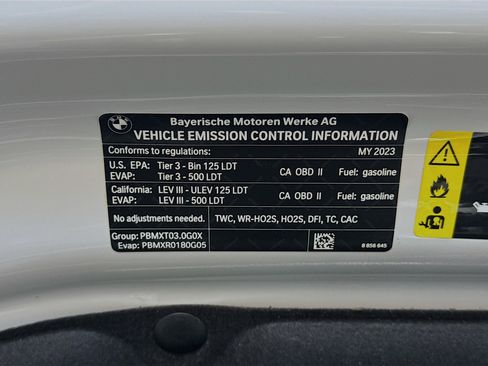 BMW
Bayerische Motoren Werke AG
VEHICLE EMISSION CONTROL INFORMATION
Conforms to regulations: MY 2023
U.S. EPA: Tier 3 - Bin 125 LDT CA OBD II Fuel: gasoline
EVAP: Tier 3 - 500 LDT
California: LEV III - ULEV 125 LDT CA OBD II Fuel: gasoline
EVAP: LEV III - 500 LDT
No adjustments needed. TWC, WR-HO2S, HO2S, DFI, TC, CAC
Group: PBMXT03.0G0X
Evap: PBMXR0180G05
8 856 645